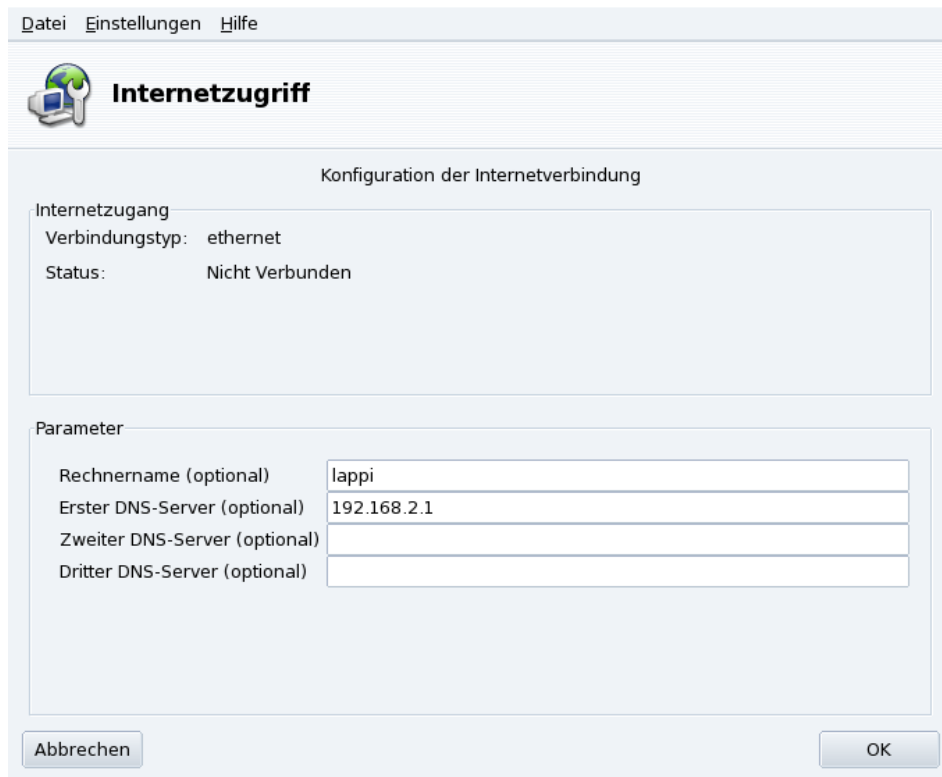 Datei Einstellungen Hilfe
Internetzugriff
Konfiguration der Internetverbindung
Internetzugang
Verbindungstyp: ethernet
Status: Nicht Verbunden
Parameter
Rechnername (optional) lappi
Erster DNS-Server (optional) 192.168.2.1
Zweiter DNS-Server (optional)
Dritter DNS-Server (optional)
Abbrechen OK